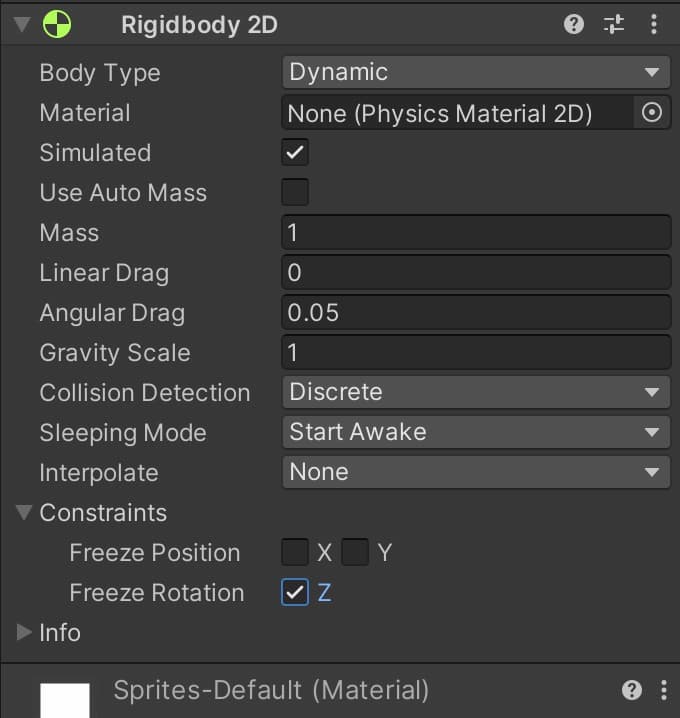 Rigidbody 2D
Body Type Dynamic
Material None (Physics Material 2D)
Simulated
Use Auto Mass
Mass 1
Linear Drag 0
Angular Drag 0.05
Gravity Scale 1
Collision Detection Discrete
Sleeping Mode Start Awake
Interpolate None
Constraints
Freeze Position X Y
Freeze Rotation Z
Info
Sprites-Default (Material)